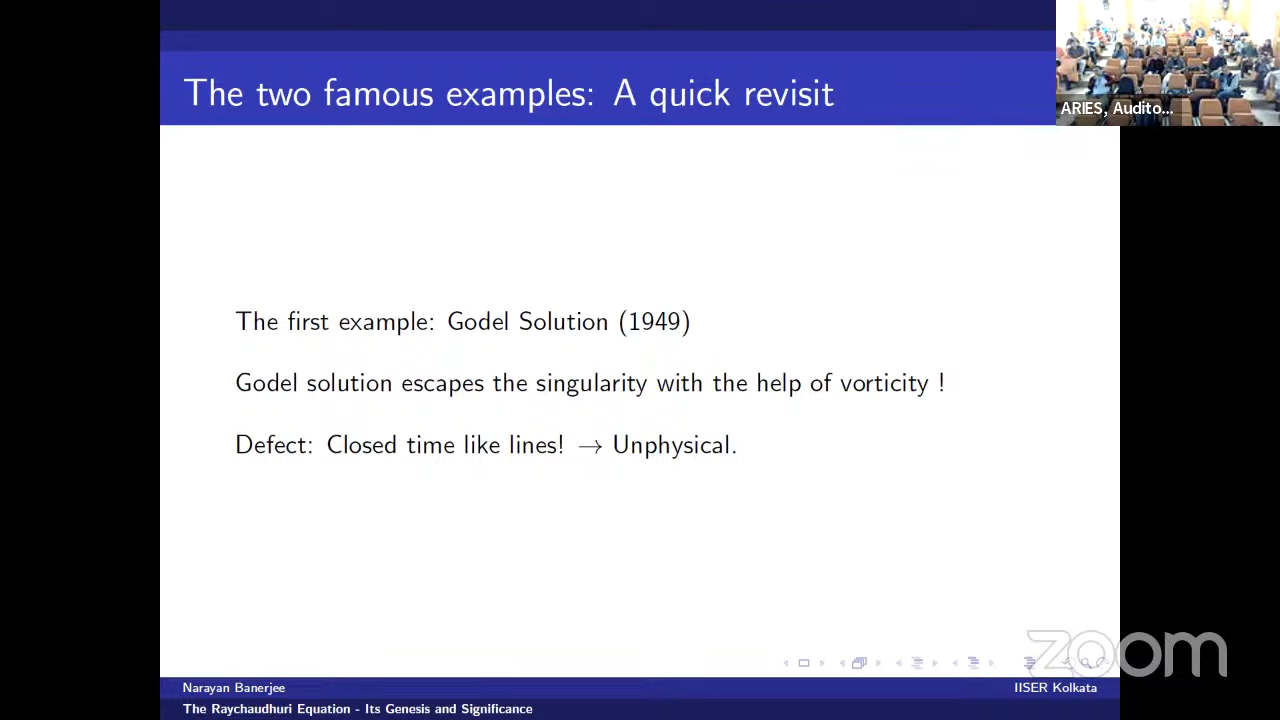 The two famous examples: A quick revisit
ARIES, Audito...
The first example: Godel Solution (1949)
Godel solution escapes the singularity with the help of vorticity !
Defect: Closed time like lines! → Unphysical.
zoom
Narayan Banerjee
IISER Kolkata
The Raychaudhuri Equation - Its Genesis and Significance